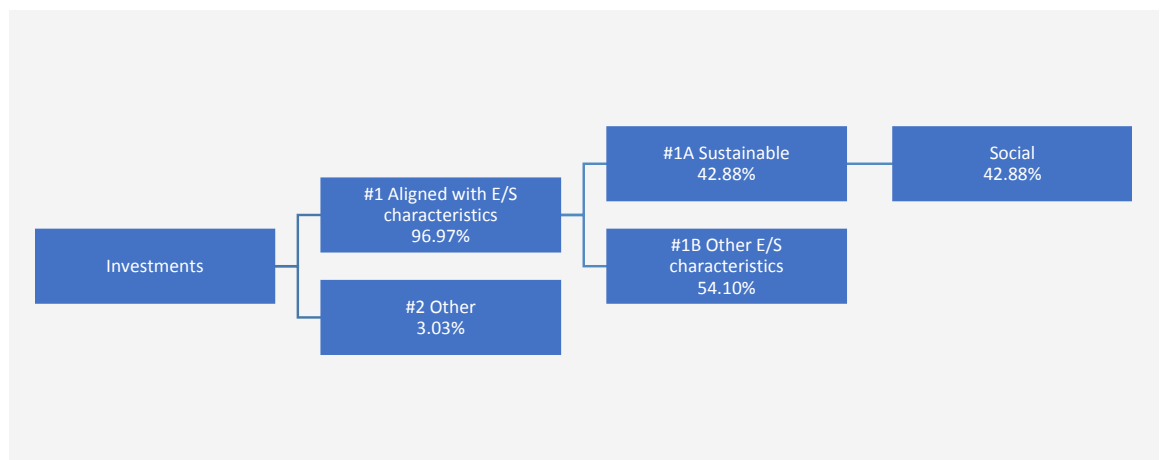 Investments
#1 Aligned with E/S
characteristics
96.97%
#2 Other
3.03%
#1A Sustainable
42.88%
#1B Other E/S
characteristics
54.10%
Social
42.88%